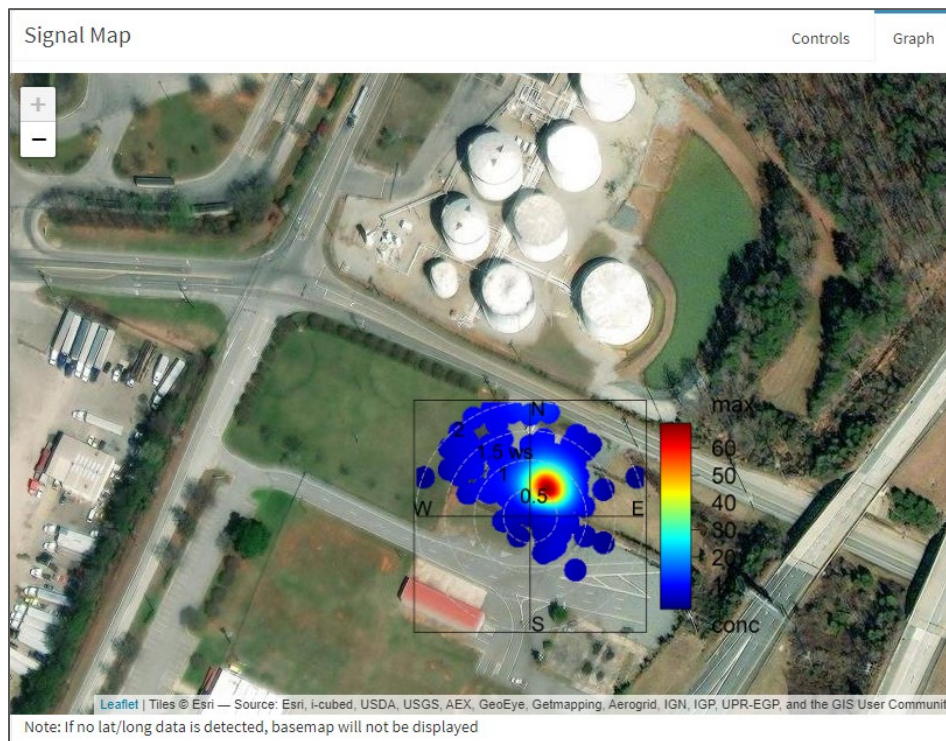 Signal Map
Controls
Graph
+
−
N
max
2
1.5 ws
60
1
50
0.5
40
W
E
30
20
10
S
conc
Leaflet | Tiles © Esri — Source: Esri, i-cubed, USDA, USGS, AEX, GeoEye, Getmapping, Aerogrid, IGN, IGP, UPR-EGP, and the GIS User Communit
Note: If no lat/long data is detected, basemap will not be displayed